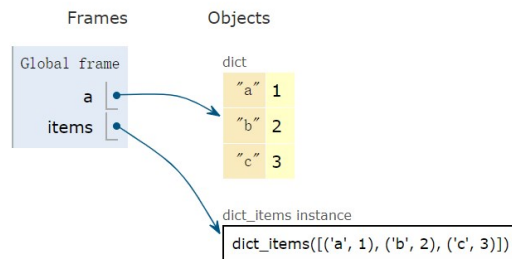 Frames Objects
Global frame
a
items
dict
"a" 1
"b" 2
"c" 3
dict_items instance
dict_items([('a', 1), ('b', 2), ('c', 3)])